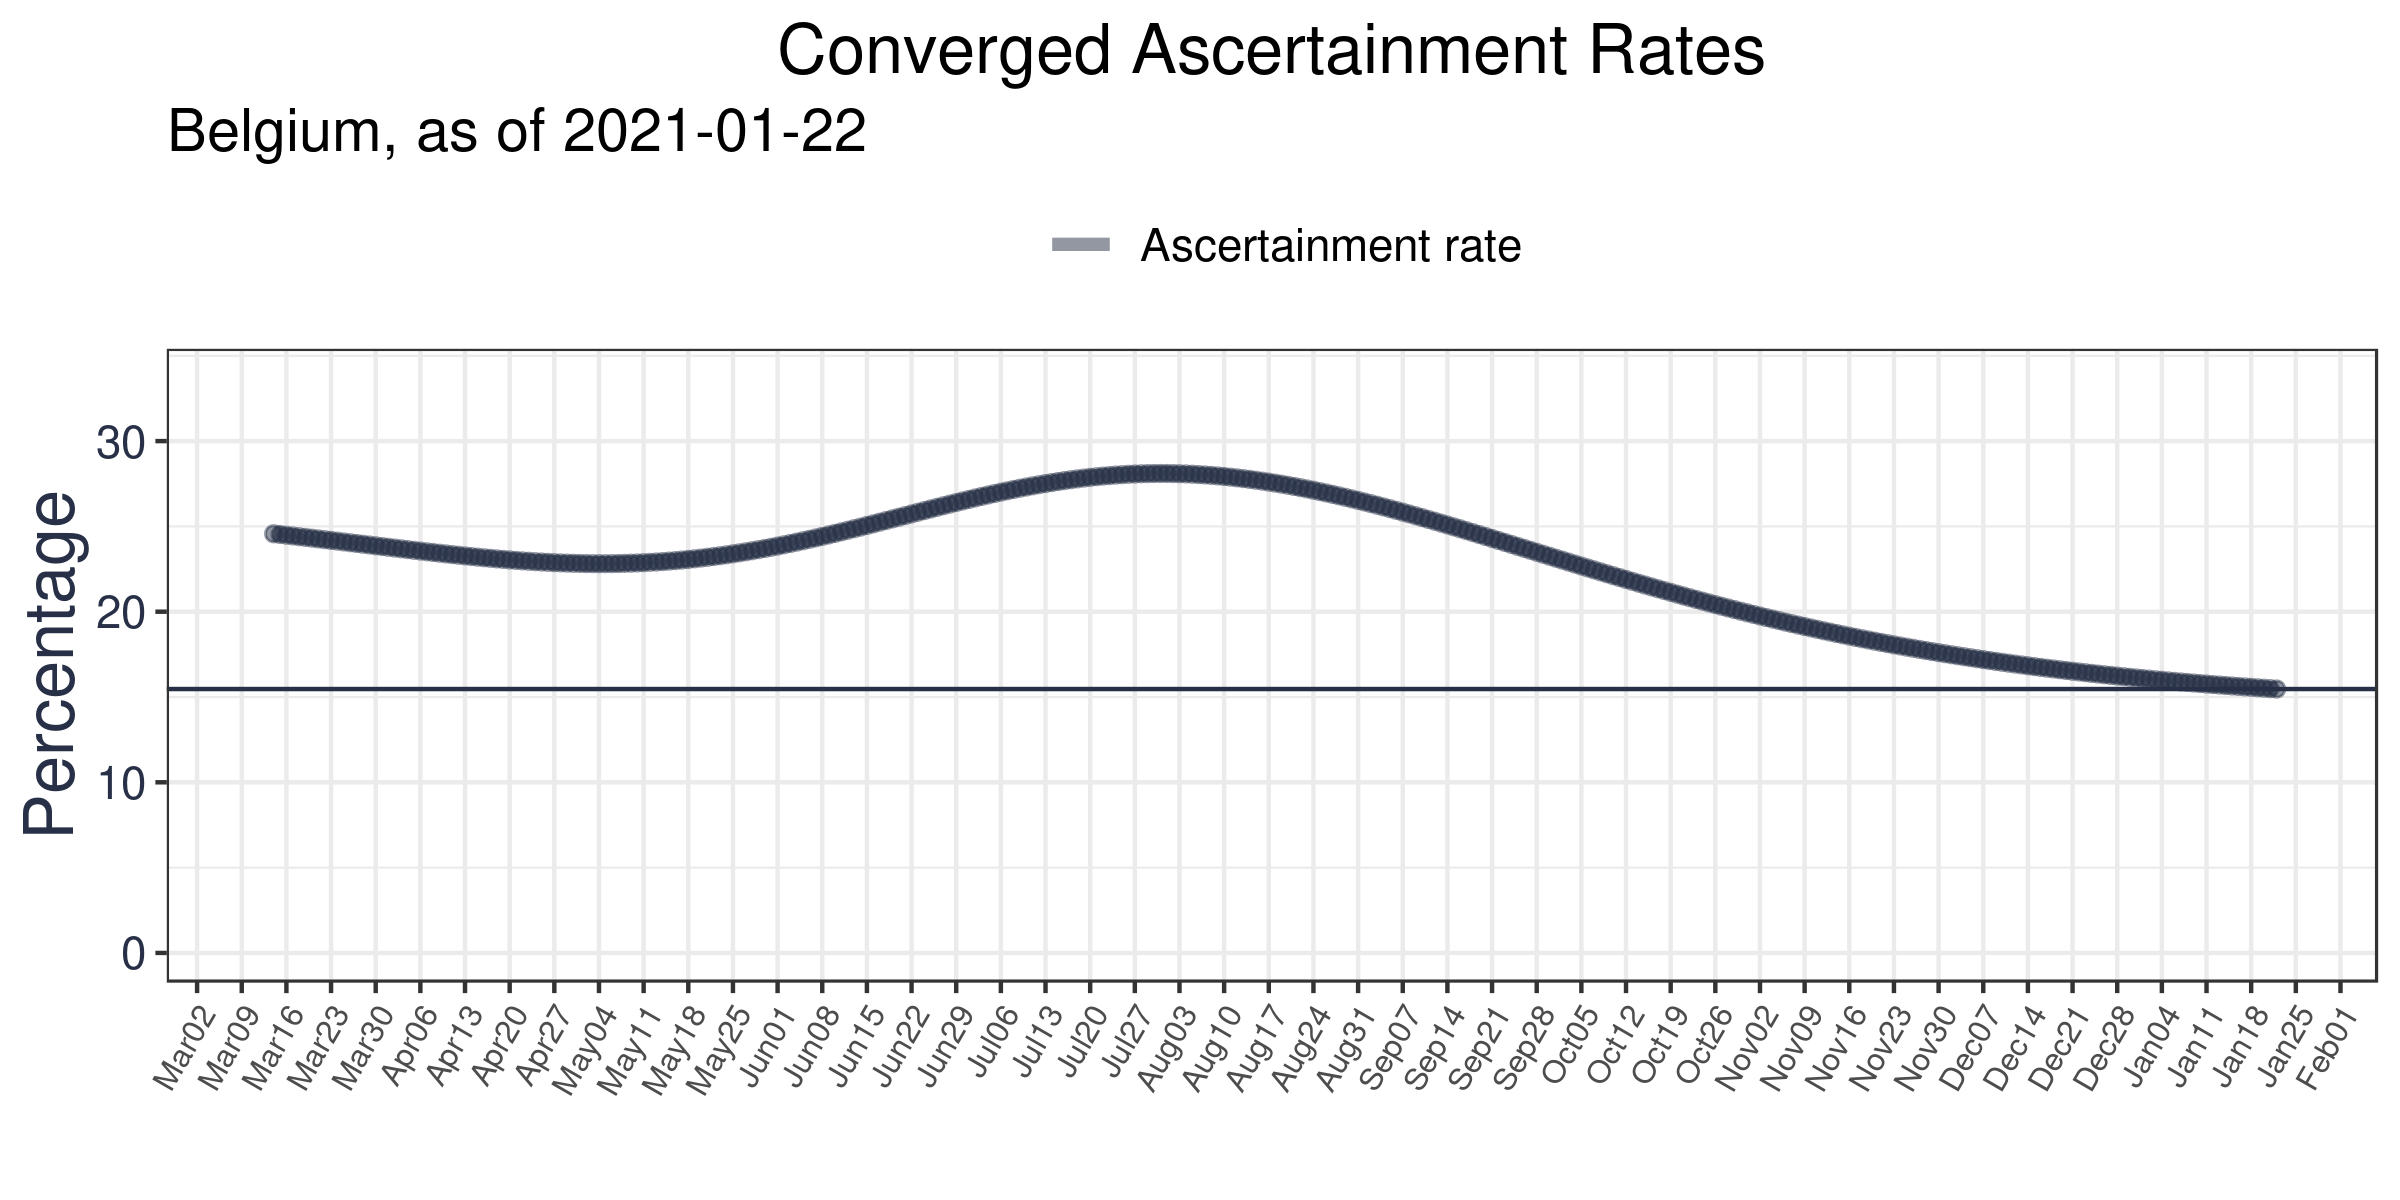 Converged Ascertainment Rates
Belgium, as of 2021-01-22
Ascertainment rate
Percentage
30
20
10
0
Mar02 Mar09 Mar16 Mar23 Mar30 Apr06 Apr13 Apr20 Apr27 May04 May11 May18 May25 Jun01 Jun08 Jun15 Jun22 Jun29 Jul06 Jul13 Jul20 Jul27 Aug03 Aug10 Aug17 Aug24 Aug31 Sep07 Sep14 Sep21 Sep28 Oct05 Oct12 Oct19 Oct26 Nov02 Nov09 Nov16 Nov23 Nov30 Dec07 Dec14 Dec21 Dec28 Jan04 Jan11 Jan18 Jan25 Feb01